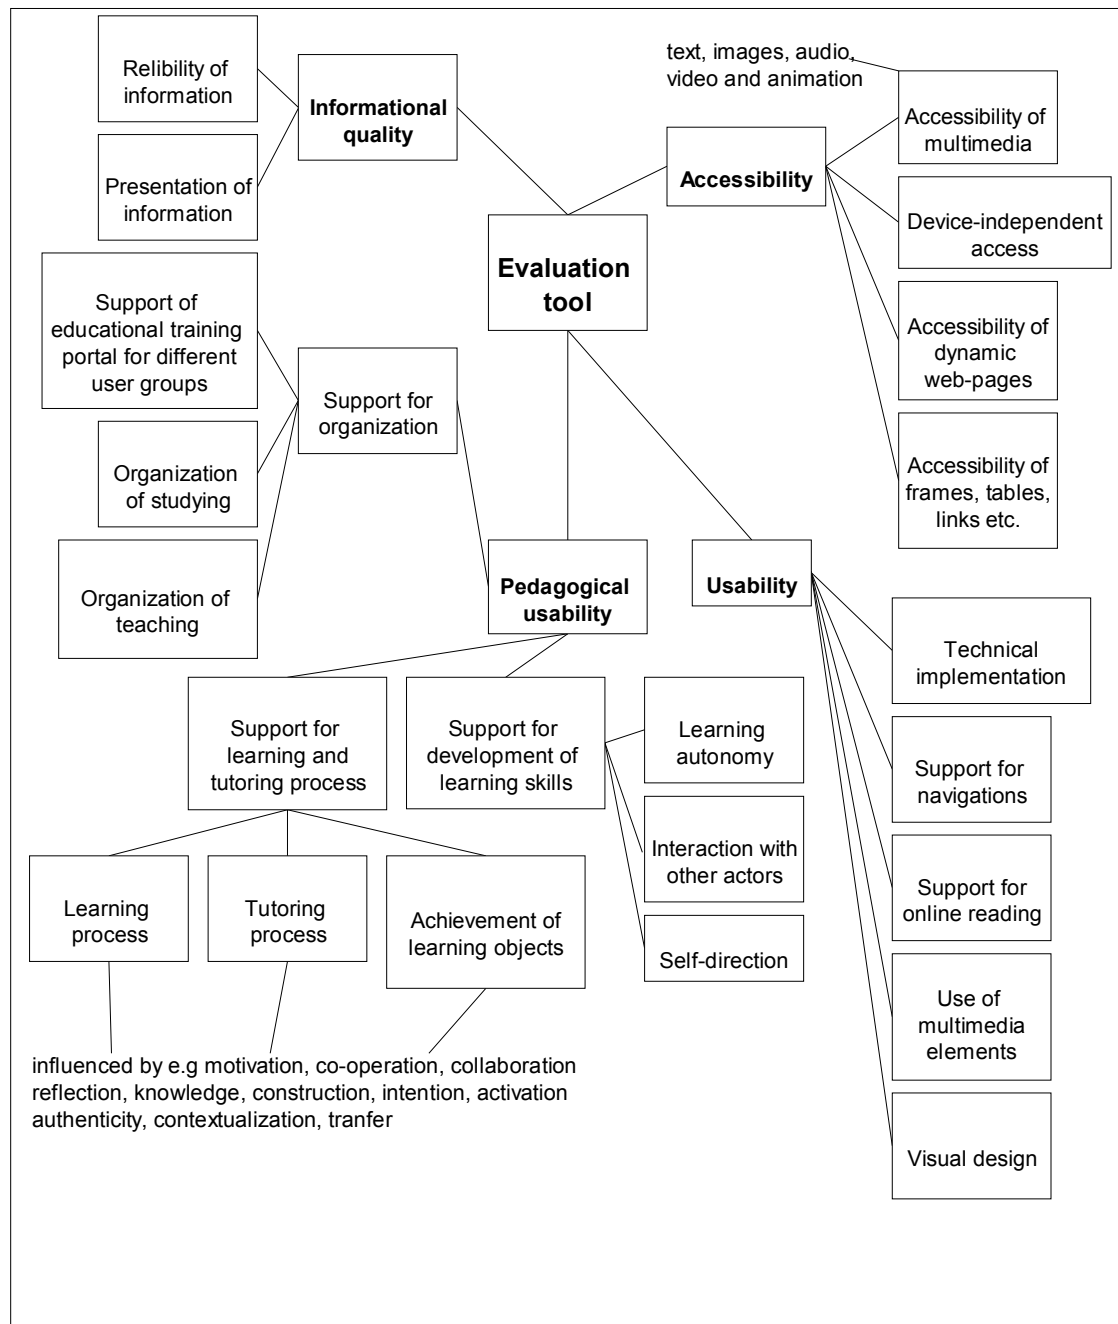 Relibility of
information
Presentation of
information
Informational
quality
text, images, audio,
video and animation
Accessibility
Accessibility of
multimedia
Device-independent
access
Accessibility of
dynamic
web-pages
Accessibility of
frames, tables,
links etc.
Evaluation
tool
Support of
educational training
portal for different
user groups
Organization
of studying
Organization of
teaching
Support for
organization
Pedagogical
usability
Usability
Technical
implementation
Support for
navigations
Support for
online reading
Use of
multimedia
elements
Visual design
Support for
learning and
tutoring process
Support for
development of
learning skills
Learning
autonomy
Interaction with
other actors
Self-direction
Learning
process
Tutoring
process
Achievement of
learning objects
influenced by e.g motivation, co-operation, collaboration
reflection, knowledge, construction, intention, activation
authenticity, contextualization, tranfer